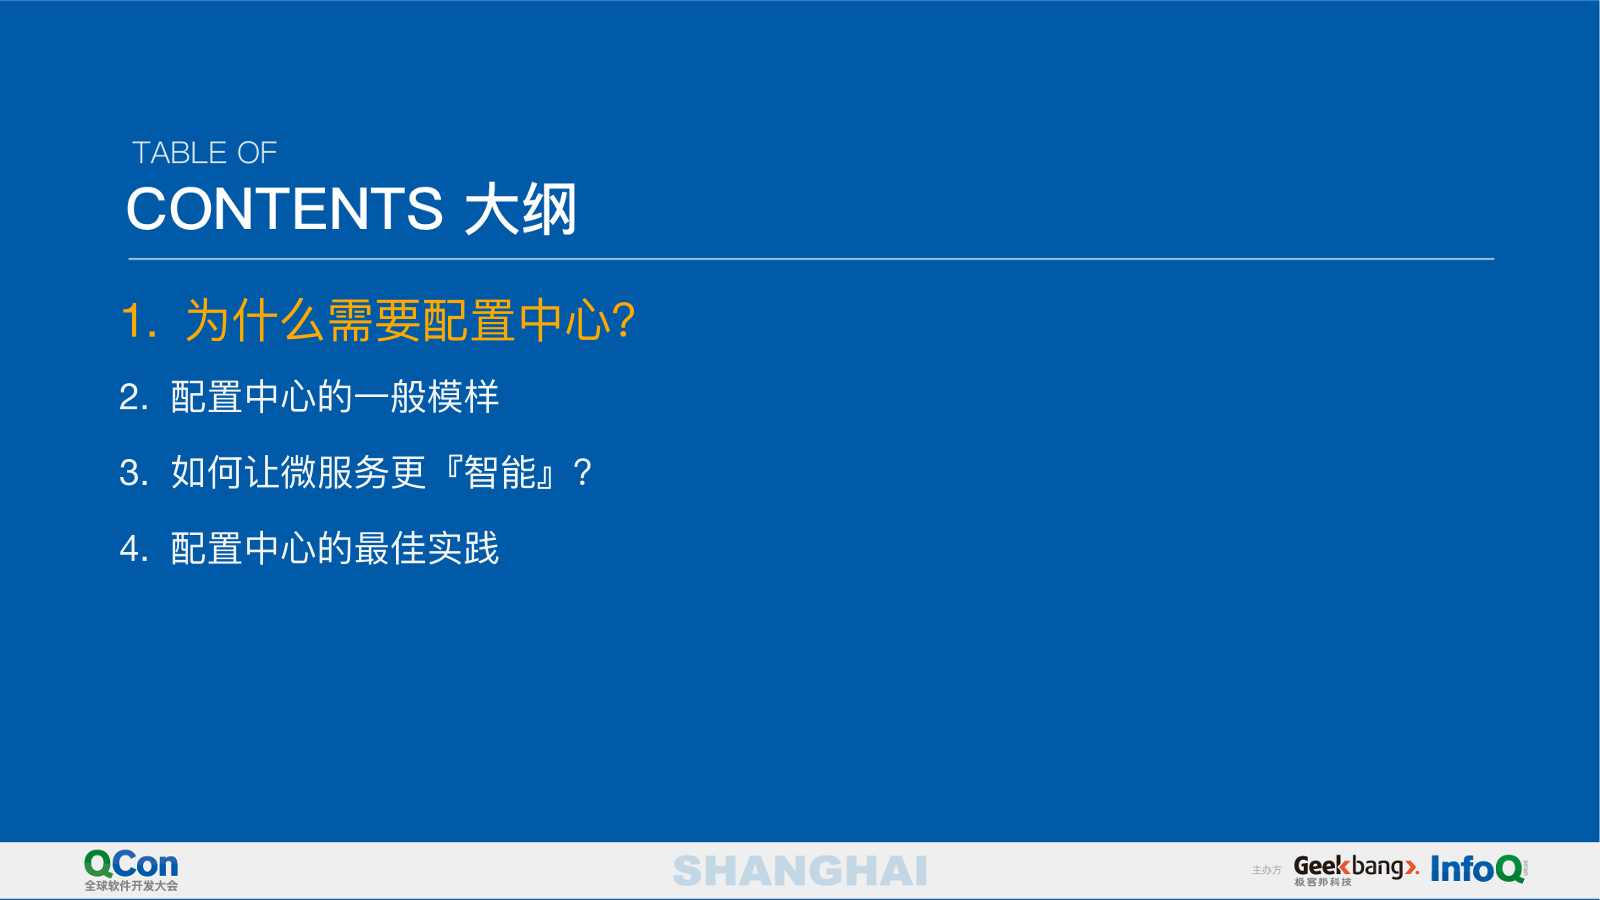 TABLE OF
CONTENTS 大纲
1. 为什么需要配置中心？
2. 配置中心的一般模样
3. 如何让微服务更『智能』？
4. 配置中心的最佳实践
QCon
全球软件开发大会
SHANGHAI
主办方
Geekbang
极客邦科技
InfoQ